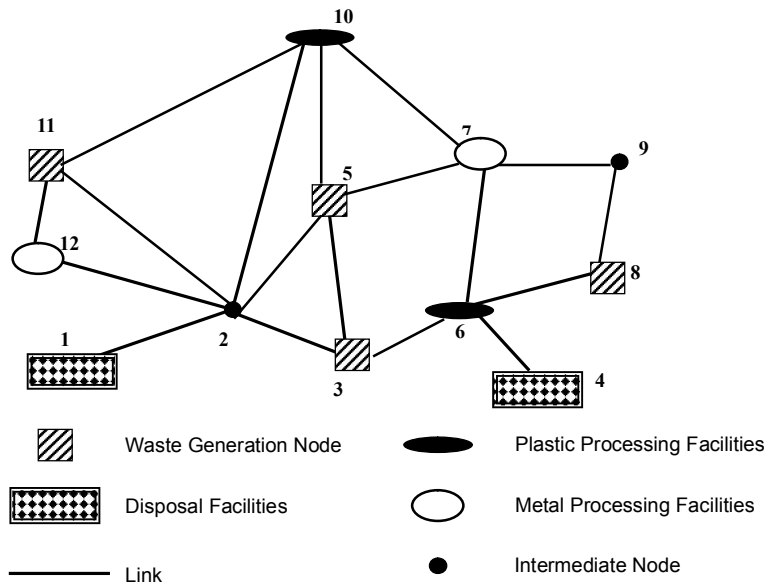 10
11
7
9
5
12
8
1
2
6
3
4
Waste Generation Node
Plastic Processing Facilities
Disposal Facilities
Metal Processing Facilities
Link
Intermediate Node